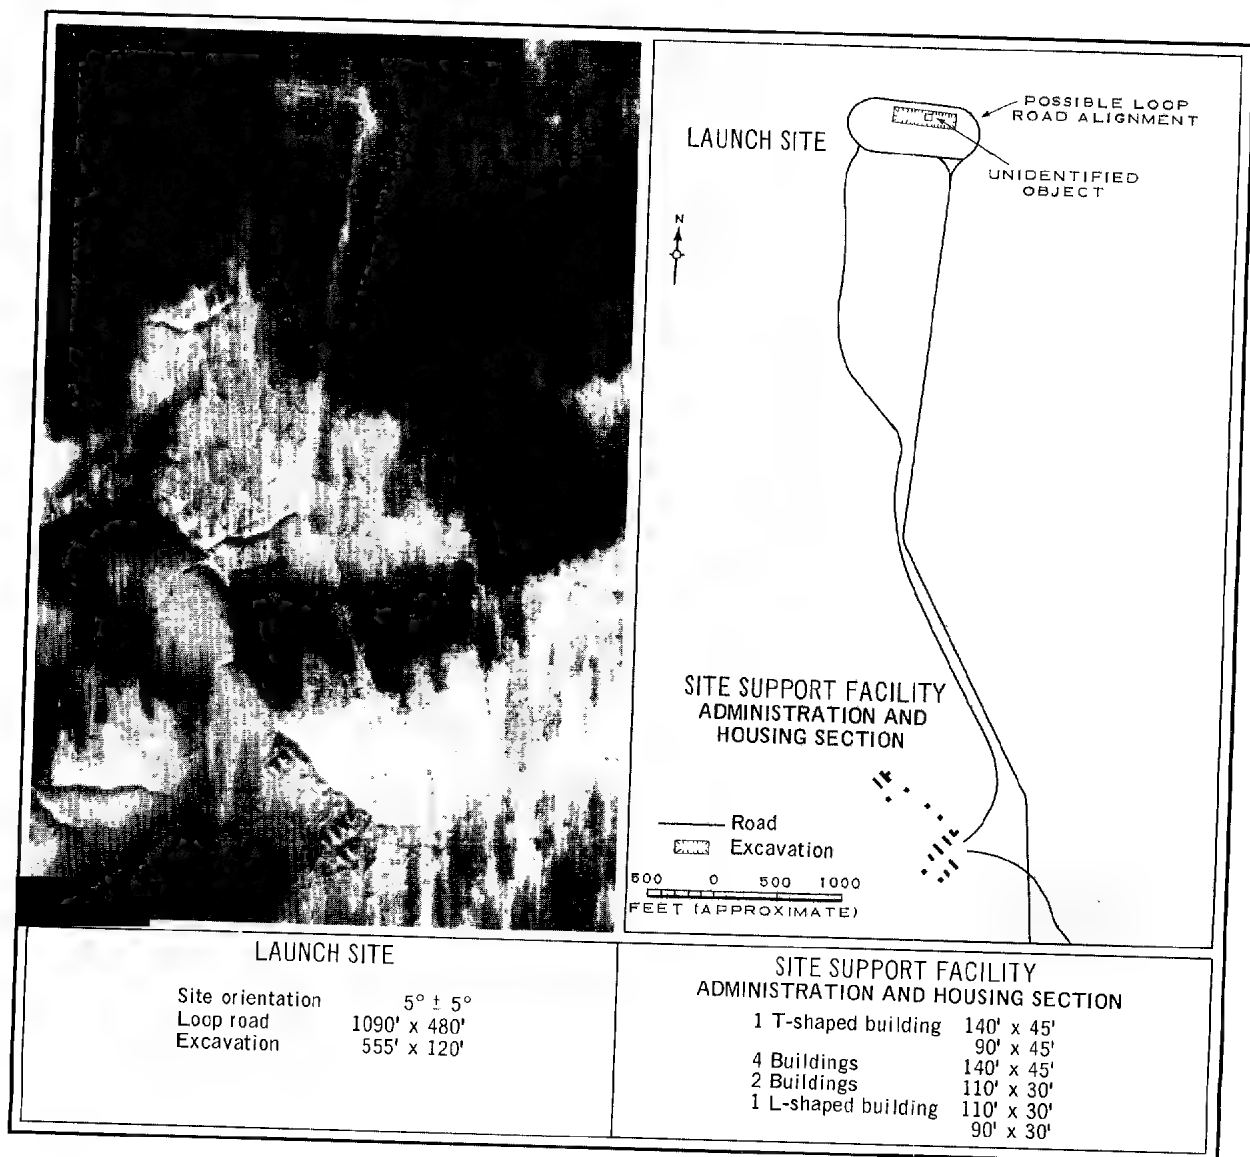 LAUNCH SITE
POSSIBLE LOOP
ROAD ALIGNMENT
UNIDENTIFIED
OBJECT
N
SITE SUPPORT FACILITY
ADMINISTRATION AND
HOUSING SECTION
Road
Excavation
500 0 500 1000
FEET (APPROXIMATE)
LAUNCH SITE
Site orientation 5° ± 5°
Loop road 1090' x 480'
Excavation 555' x 120'
SITE SUPPORT FACILITY
ADMINISTRATION AND HOUSING SECTION
1 T-shaped building 140' x 45'
90' x 45'
4 Buildings 140' x 45'
2 Buildings 110' x 30'
1 L-shaped building 110' x 30'
90' x 30'